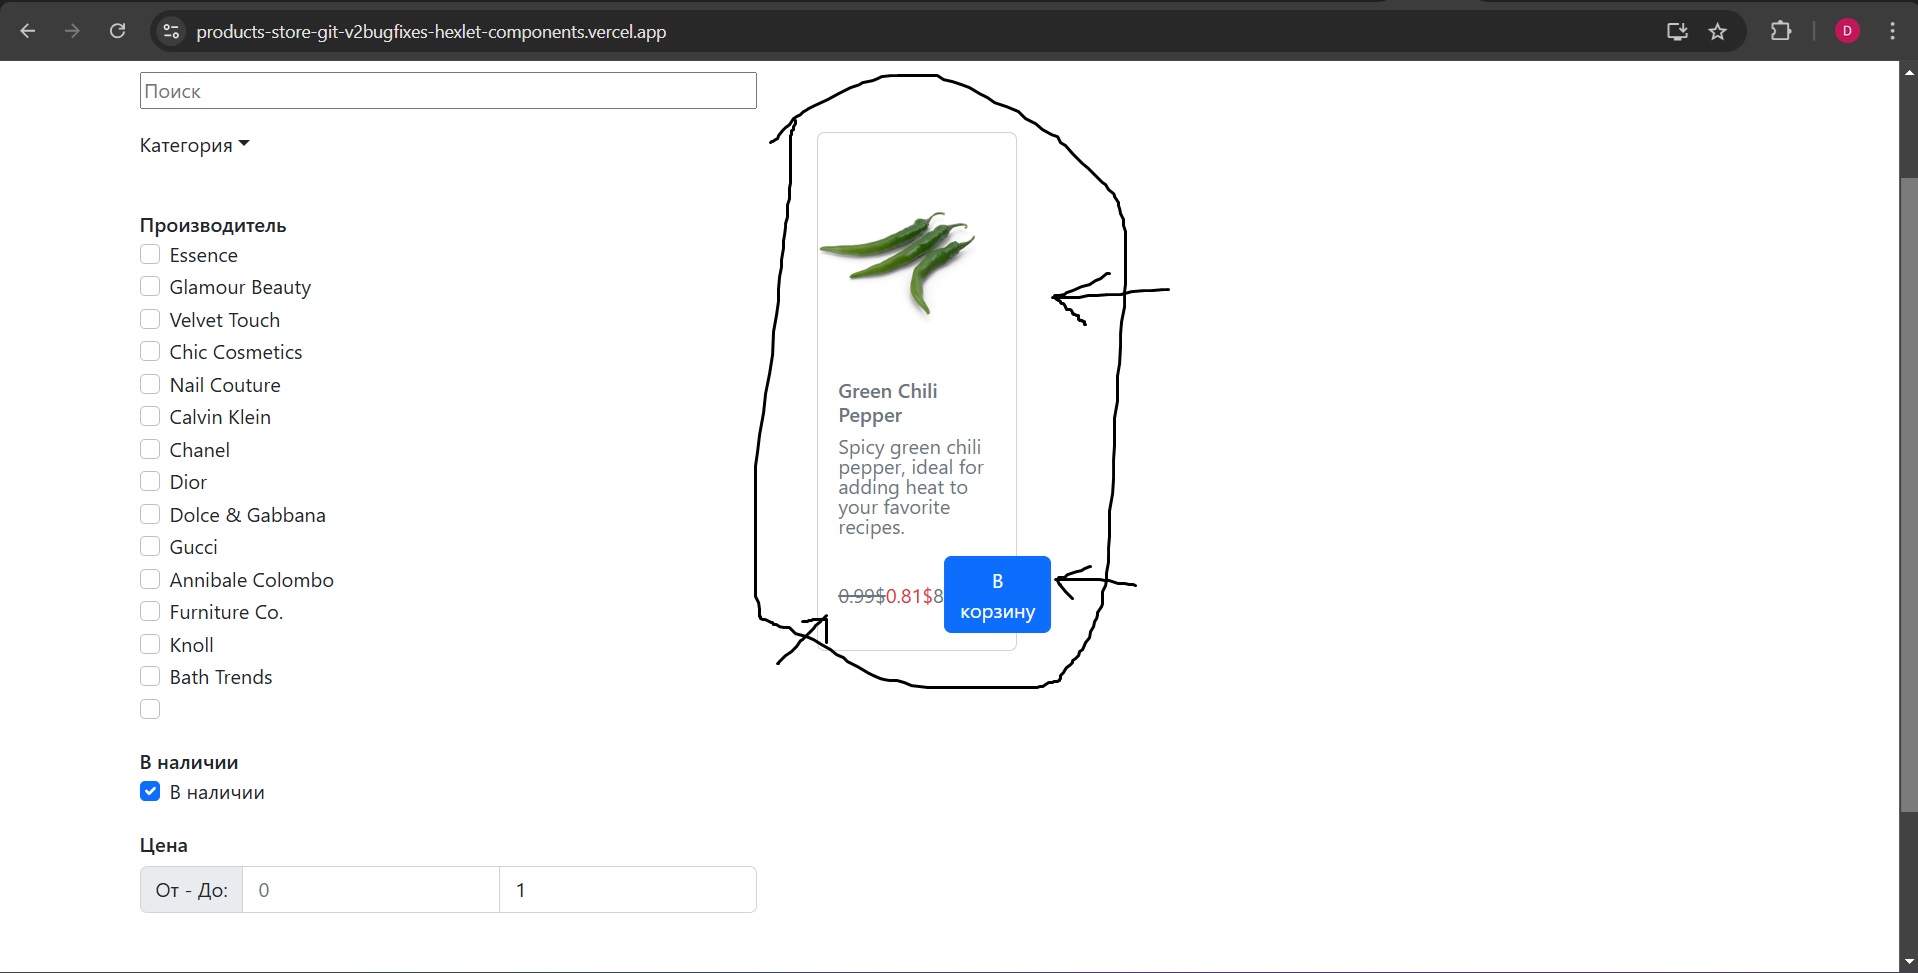 products-store-git-v2bugfixes-hexlet-components.vercel.app
D
Поиск
Категория
Производитель
Essence
Glamour Beauty
Velvet Touch
Chic Cosmetics
Nail Couture
Calvin Klein
Chanel
Dior
Dolce & Gabbana
Gucci
Annibale Colombo
Furniture Co.
Knoll
Bath Trends
В наличии
В наличии
Цена
От - До: 0 1
Green Chili
Pepper
Spicy green chili
pepper, ideal for
adding heat to
your favorite
recipes.
0.99$0.81$8
В
корзину